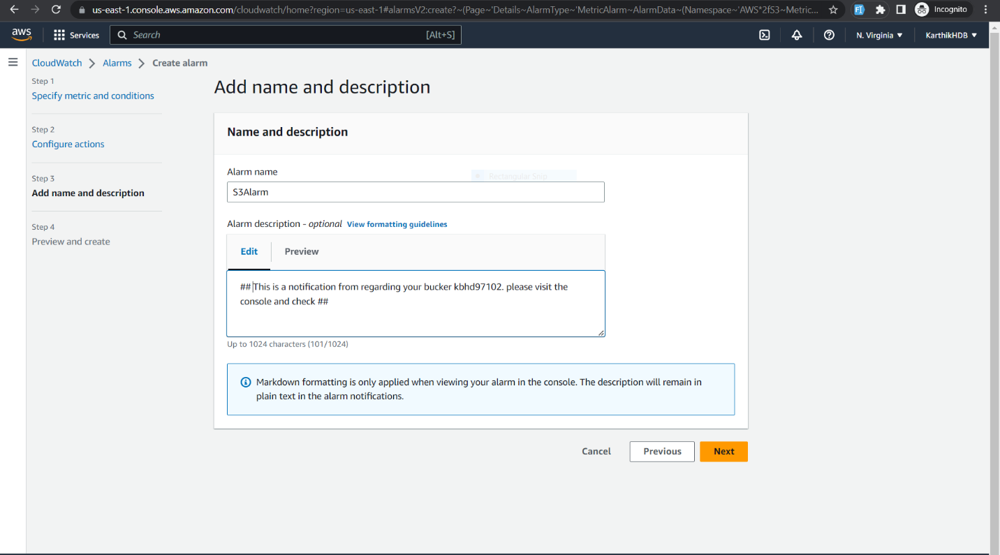 us-east-1.console.aws.amazon.com/cloudwatch/home?region=us-east-1#alarmsV2:create?~(Page~'Details~AlarmType~'MetricAlarm~AlarmData~(Namespace~'AWS*2fS3~Metric...
Incognito
aws
Services
Search
[Alt+S]
N. Virginia
KarthikHDB
CloudWatch
Alarms
Create alarm
Step 1
Specify metric and conditions
Step 2
Configure actions
Step 3
Add name and description
Step 4
Preview and create
Add name and description
Name and description
Alarm name
Rectangular Snip
S3Alarm
Alarm description - optional View formatting guidelines
Edit
Preview
## This is a notification from regarding your bucker kbhd97102. please visit the
console and check ##
Up to 1024 characters (101/1024)
Markdown formatting is only applied when viewing your alarm in the console. The description will remain in
plain text in the alarm notifications.
Cancel
Previous
Next